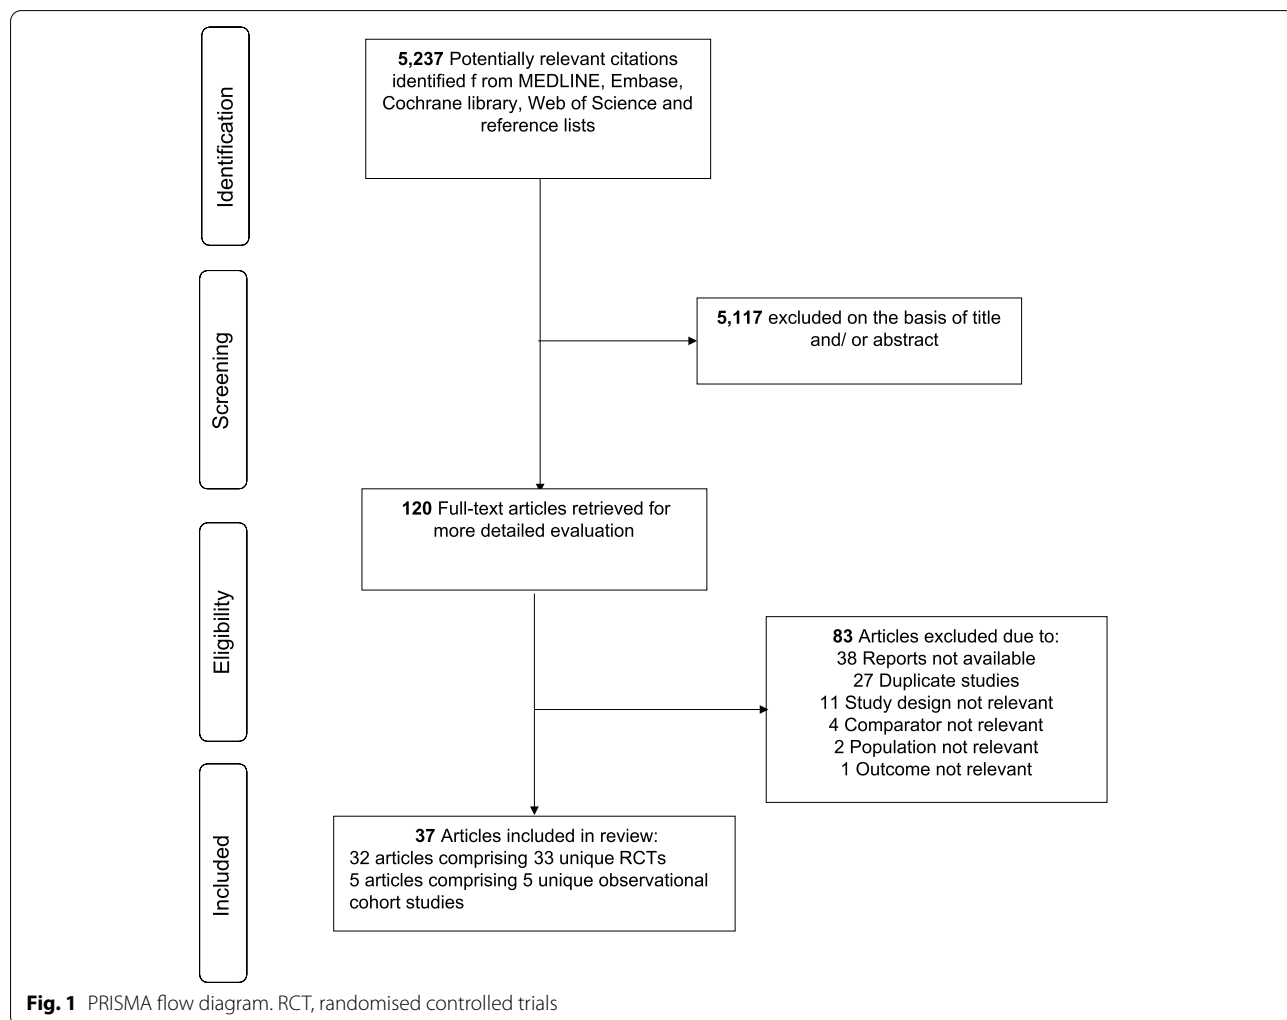 Identification
5,237 Potentially relevant citations
identified f rom MEDLINE, Embase,
Cochrane library, Web of Science and
reference lists
Screening
5,117 excluded on the basis of title
and/ or abstract
120 Full-text articles retrieved for
more detailed evaluation
Eligibility
83 Articles excluded due to:
38 Reports not available
27 Duplicate studies
11 Study design not relevant
4 Comparator not relevant
2 Population not relevant
1 Outcome not relevant
Included
37 Articles included in review:
32 articles comprising 33 unique RCTs
5 articles comprising 5 unique observational
cohort studies
Fig. 1 PRISMA flow diagram. RCT, randomised controlled trials